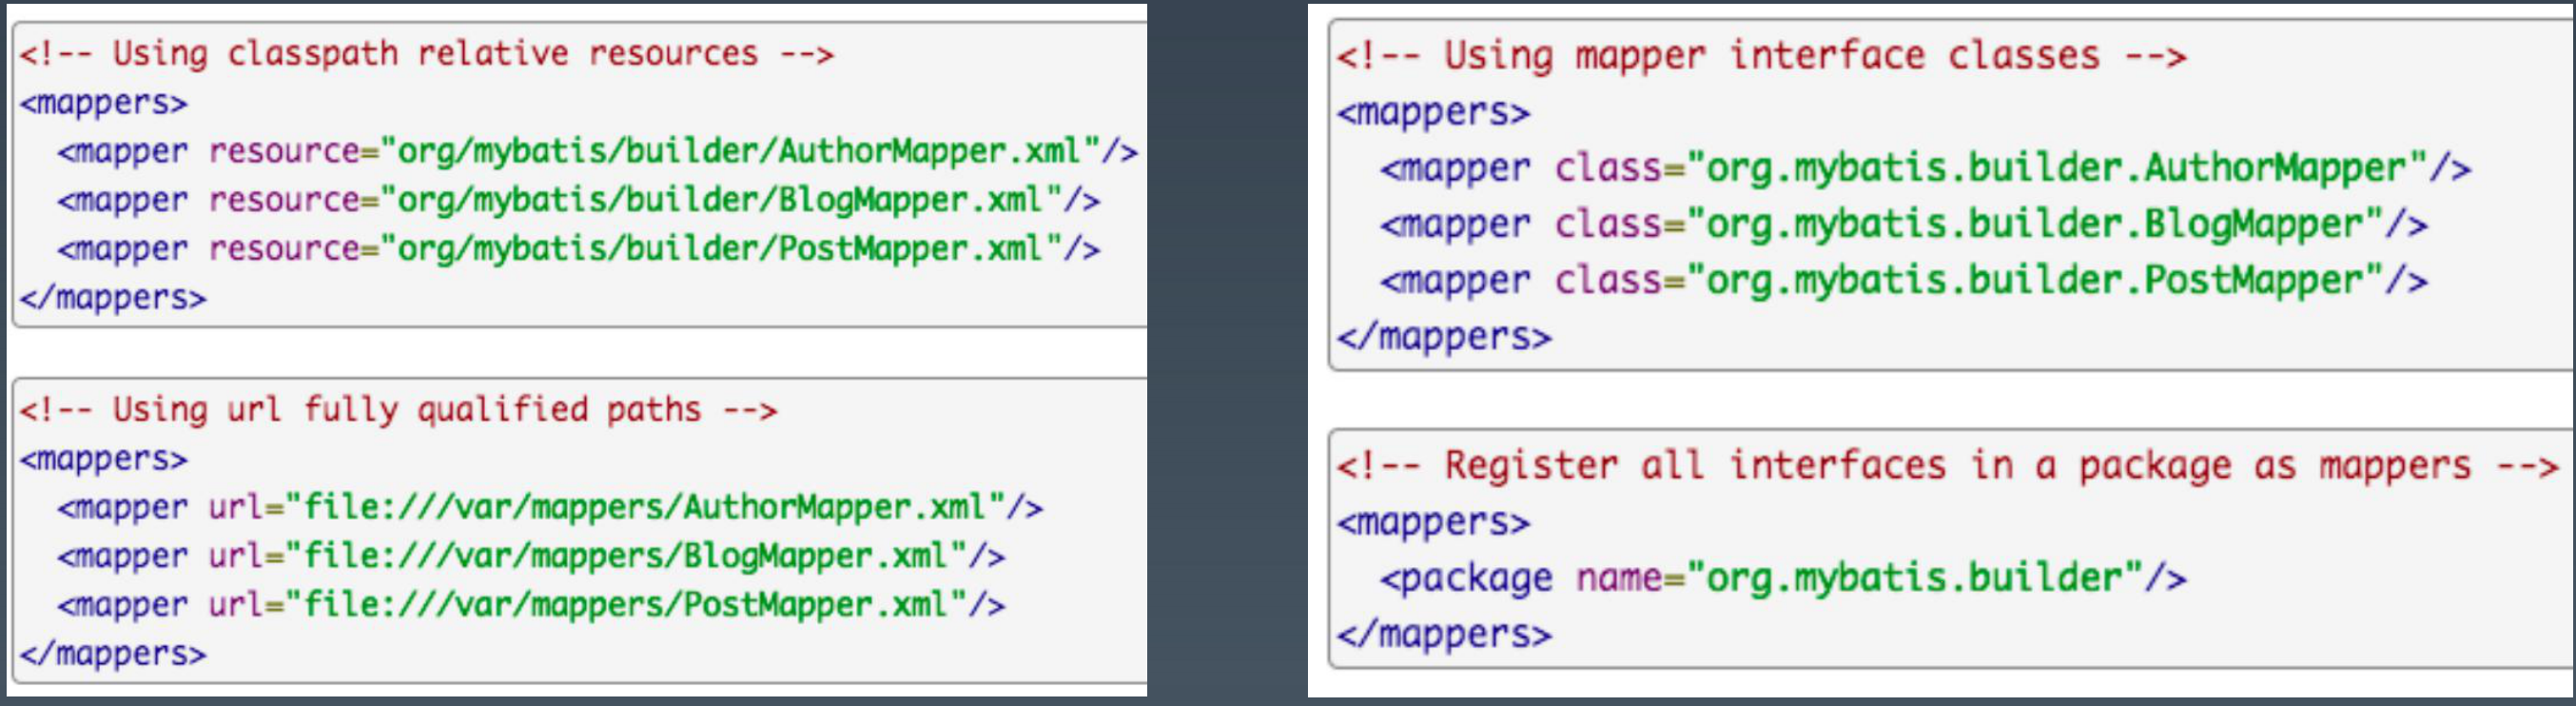 <!-- Using classpath relative resources -->
<mappers>
  <mapper resource="org/mybatis/builder/AuthorMapper.xml"/>
  <mapper resource="org/mybatis/builder/BlogMapper.xml"/>
  <mapper resource="org/mybatis/builder/PostMapper.xml"/>
</mappers>
<!-- Using url fully qualified paths -->
<mappers>
  <mapper url="file:///var/mappers/AuthorMapper.xml"/>
  <mapper url="file:///var/mappers/BlogMapper.xml"/>
  <mapper url="file:///var/mappers/PostMapper.xml"/>
</mappers>
<!-- Using mapper interface classes -->
<mappers>
  <mapper class="org.mybatis.builder.AuthorMapper"/>
  <mapper class="org.mybatis.builder.BlogMapper"/>
  <mapper class="org.mybatis.builder.PostMapper"/>
</mappers>
<!-- Register all interfaces in a package as mappers -->
<mappers>
  <package name="org.mybatis.builder"/>
</mappers>